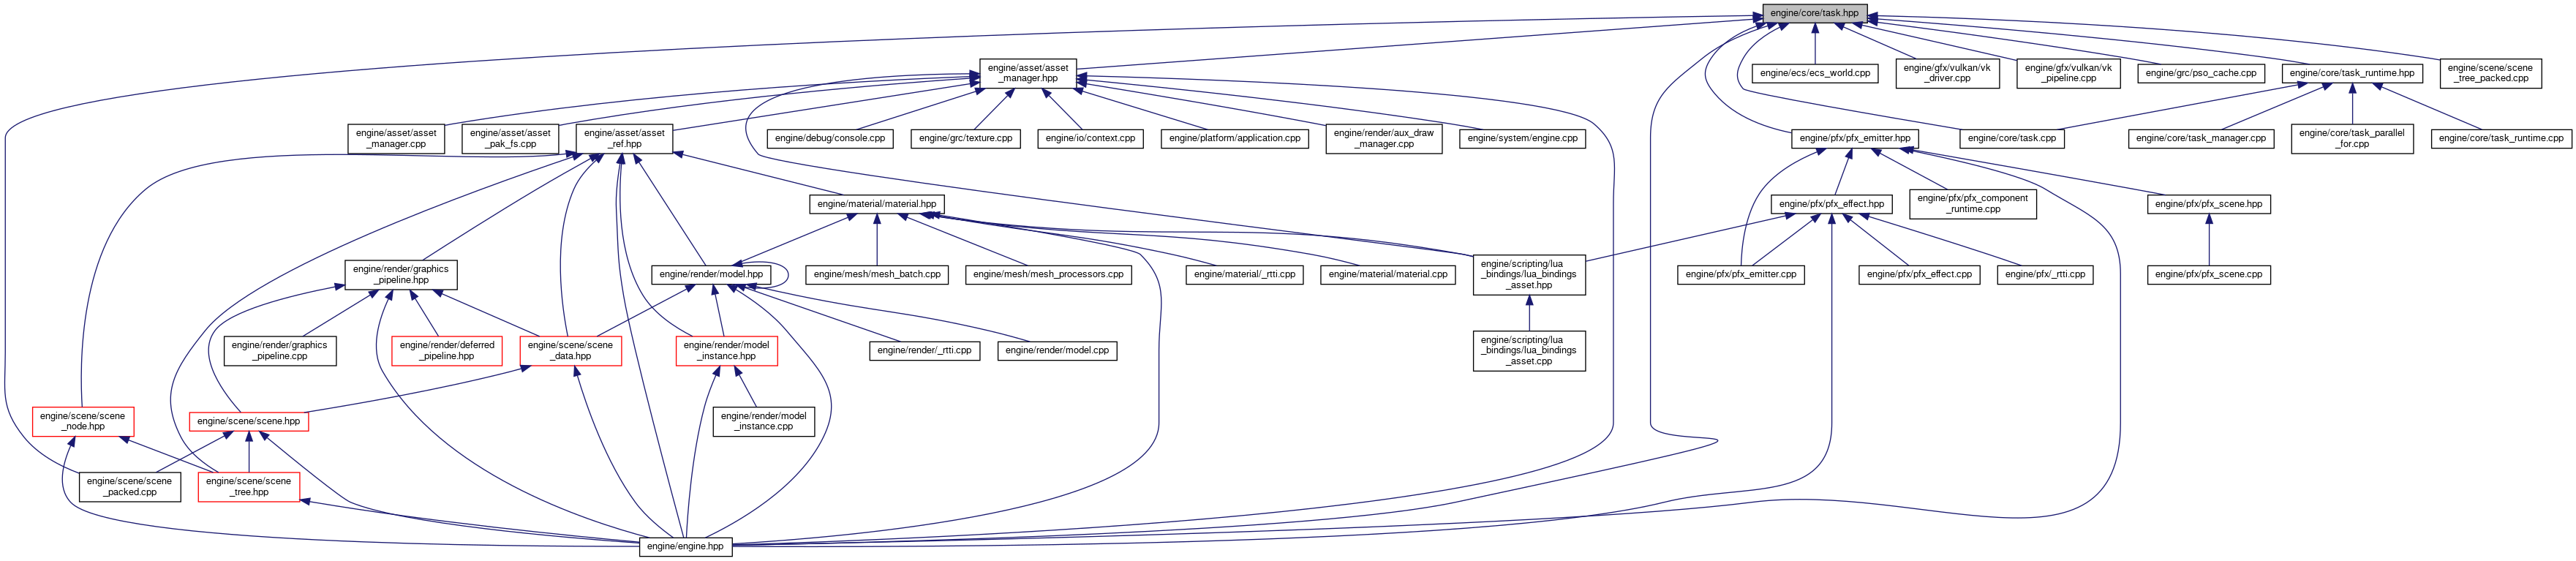 engine/core/task.hpp
engine/asset/asset
_manager.hpp
engine/ecs/ecs_world.cpp
engine/gfx/vulkan/vk
_driver.cpp
engine/gfx/vulkan/vk
_pipeline.cpp
engine/grc/pso_cache.cpp
engine/core/task_runtime.hpp
engine/scene/scene
_tree_packed.cpp
engine/asset/asset
_manager.cpp
engine/asset/asset
_pak_fs.cpp
engine/asset/asset
_ref.hpp
engine/debug/console.cpp
engine/grc/texture.cpp
engine/io/context.cpp
engine/platform/application.cpp
engine/render/aux_draw
_manager.cpp
engine/system/engine.cpp
engine/pfx/pfx_emitter.hpp
engine/core/task.cpp
engine/core/task_manager.cpp
engine/core/task_parallel
_for.cpp
engine/core/task_runtime.cpp
engine/material/material.hpp
engine/pfx/pfx_effect.hpp
engine/pfx/pfx_component
_runtime.cpp
engine/pfx/pfx_scene.hpp
engine/render/graphics
_pipeline.hpp
engine/render/model.hpp
engine/mesh/mesh_batch.cpp
engine/mesh/mesh_processors.cpp
engine/material/_rtti.cpp
engine/material/material.cpp
engine/scripting/lua
_bindings/lua_bindings
_asset.hpp
engine/pfx/pfx_emitter.cpp
engine/pfx/pfx_effect.cpp
engine/pfx/_rtti.cpp
engine/pfx/pfx_scene.cpp
engine/render/graphics
_pipeline.cpp
engine/render/deferred
_pipeline.hpp
engine/scene/scene
_data.hpp
engine/render/model
_instance.hpp
engine/render/_rtti.cpp
engine/render/model.cpp
engine/scripting/lua
_bindings/lua_bindings
_asset.cpp
engine/scene/scene
_node.hpp
engine/scene/scene.hpp
engine/render/model
_instance.cpp
engine/scene/scene
_packed.cpp
engine/scene/scene
_tree.hpp
engine/engine.hpp